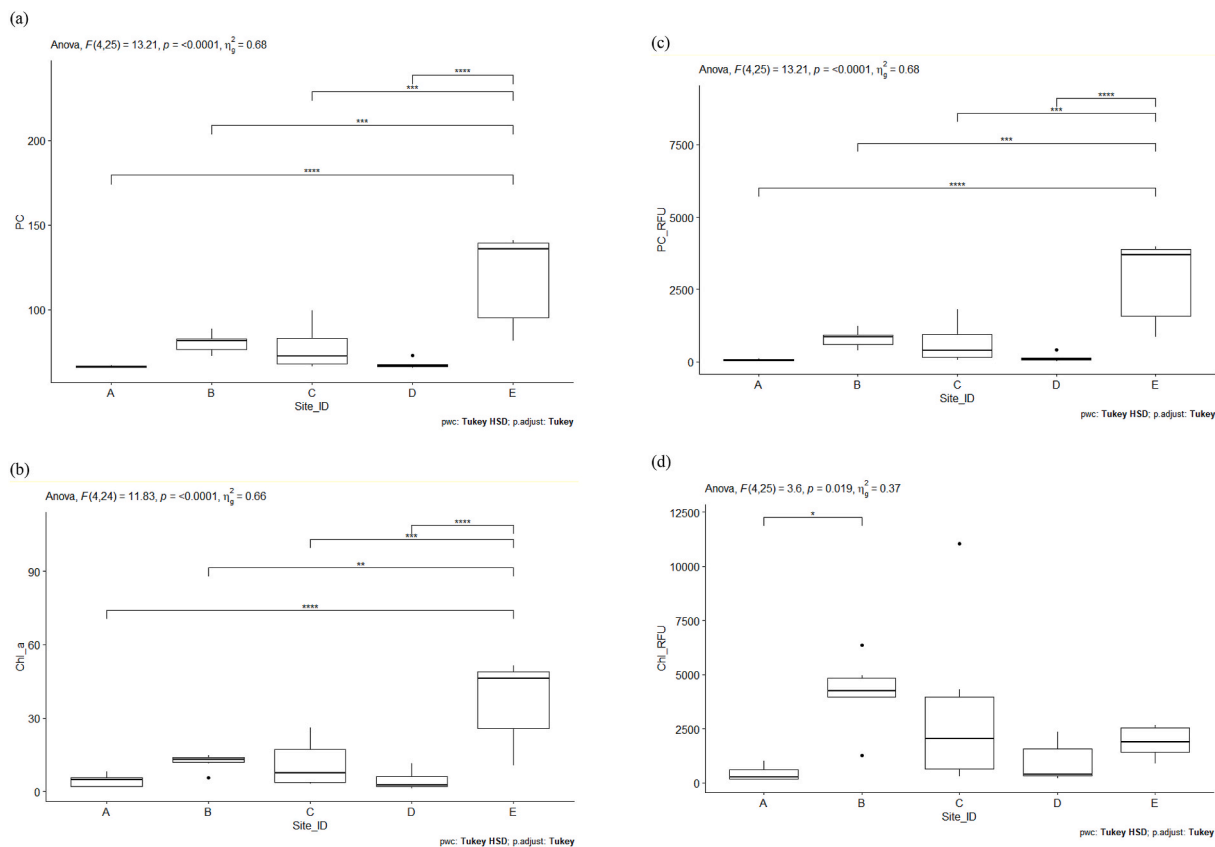 (a)
Anova, F(4,25) = 13.21, p = <0.0001, η²g = 0.68
****
***
***
****
200
150
100
PC
A B C D E
Site_ID
pwc: Tukey HSD; p.adjust: Tukey
(c)
Anova, F(4,25) = 13.21, p = <0.0001, η²g = 0.68
****
***
***
****
7500
5000
2500
0
PC_RFU
A B C D E
Site_ID
pwc: Tukey HSD; p.adjust: Tukey
(b)
Anova, F(4,24) = 11.83, p = <0.0001, η²g = 0.66
****
***
**
****
90
60
30
0
Chl_a
A B C D E
Site_ID
pwc: Tukey HSD; p.adjust: Tukey
(d)
Anova, F(4,25) = 3.6, p = 0.019, η²g = 0.37
*
12500
10000
7500
5000
2500
0
Chl_RFU
A B C D E
Site_ID
pwc: Tukey HSD; p.adjust: Tukey